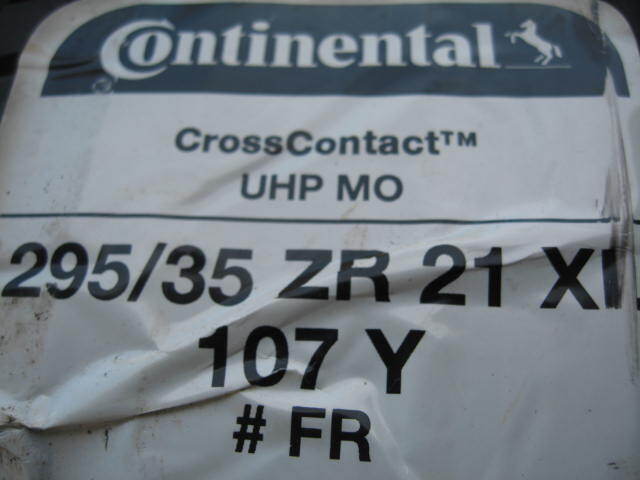 Continental
CrossContact™
UHP MO
295/35 ZR 21 XL
107 Y
# FR